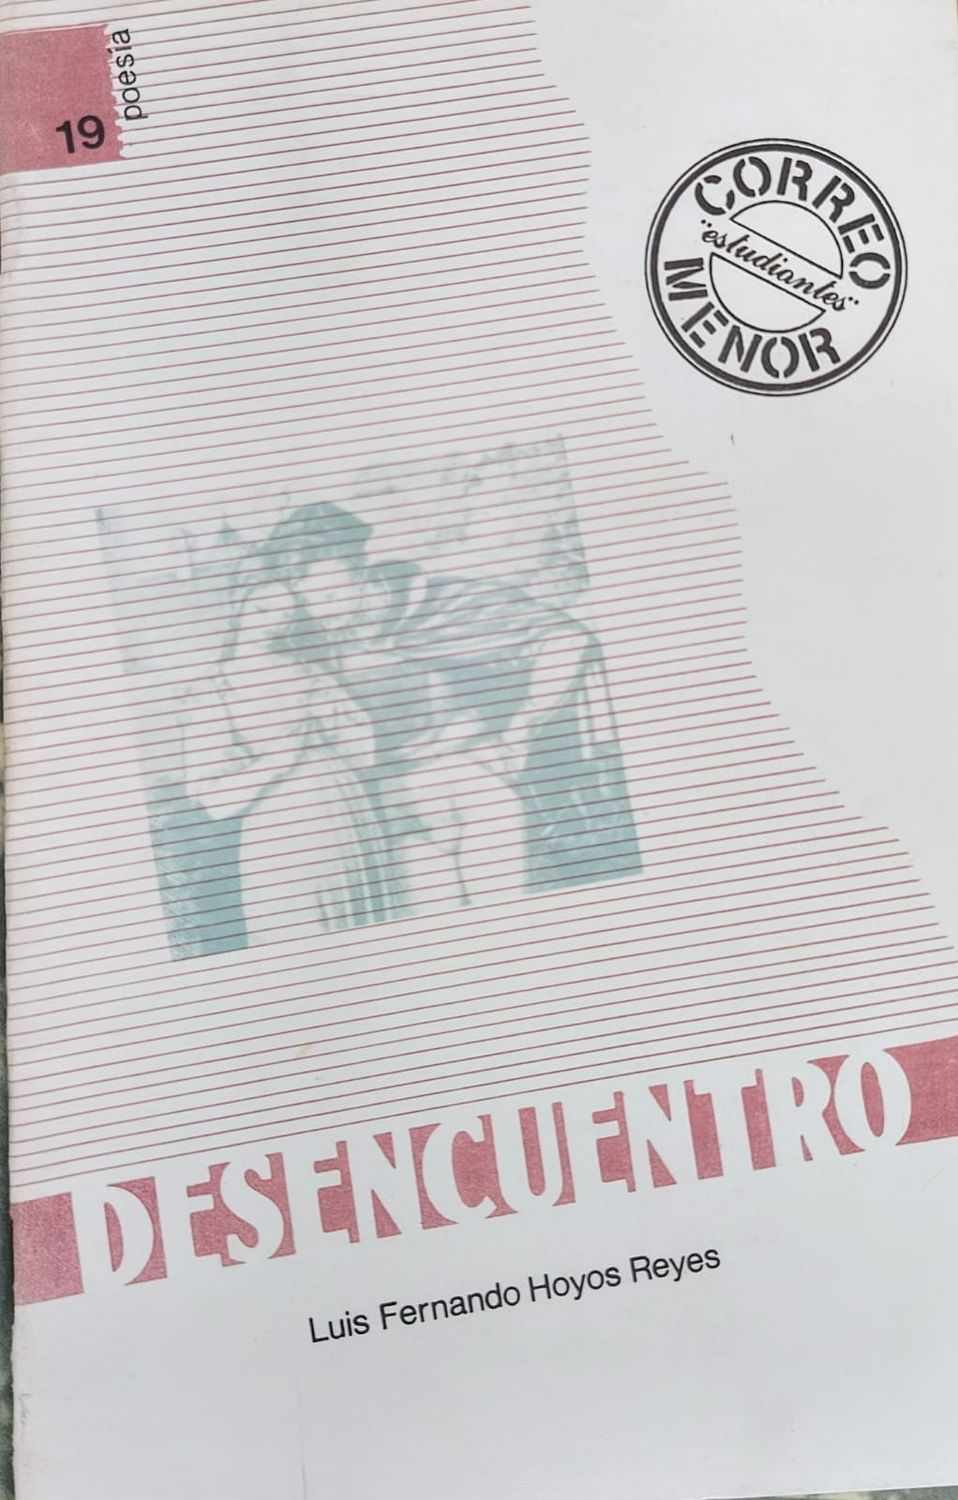 19
poesía
CORREO
"estudiantes"
MENOR
DESENCUENTRO
Luis Fernando Hoyos Reyes